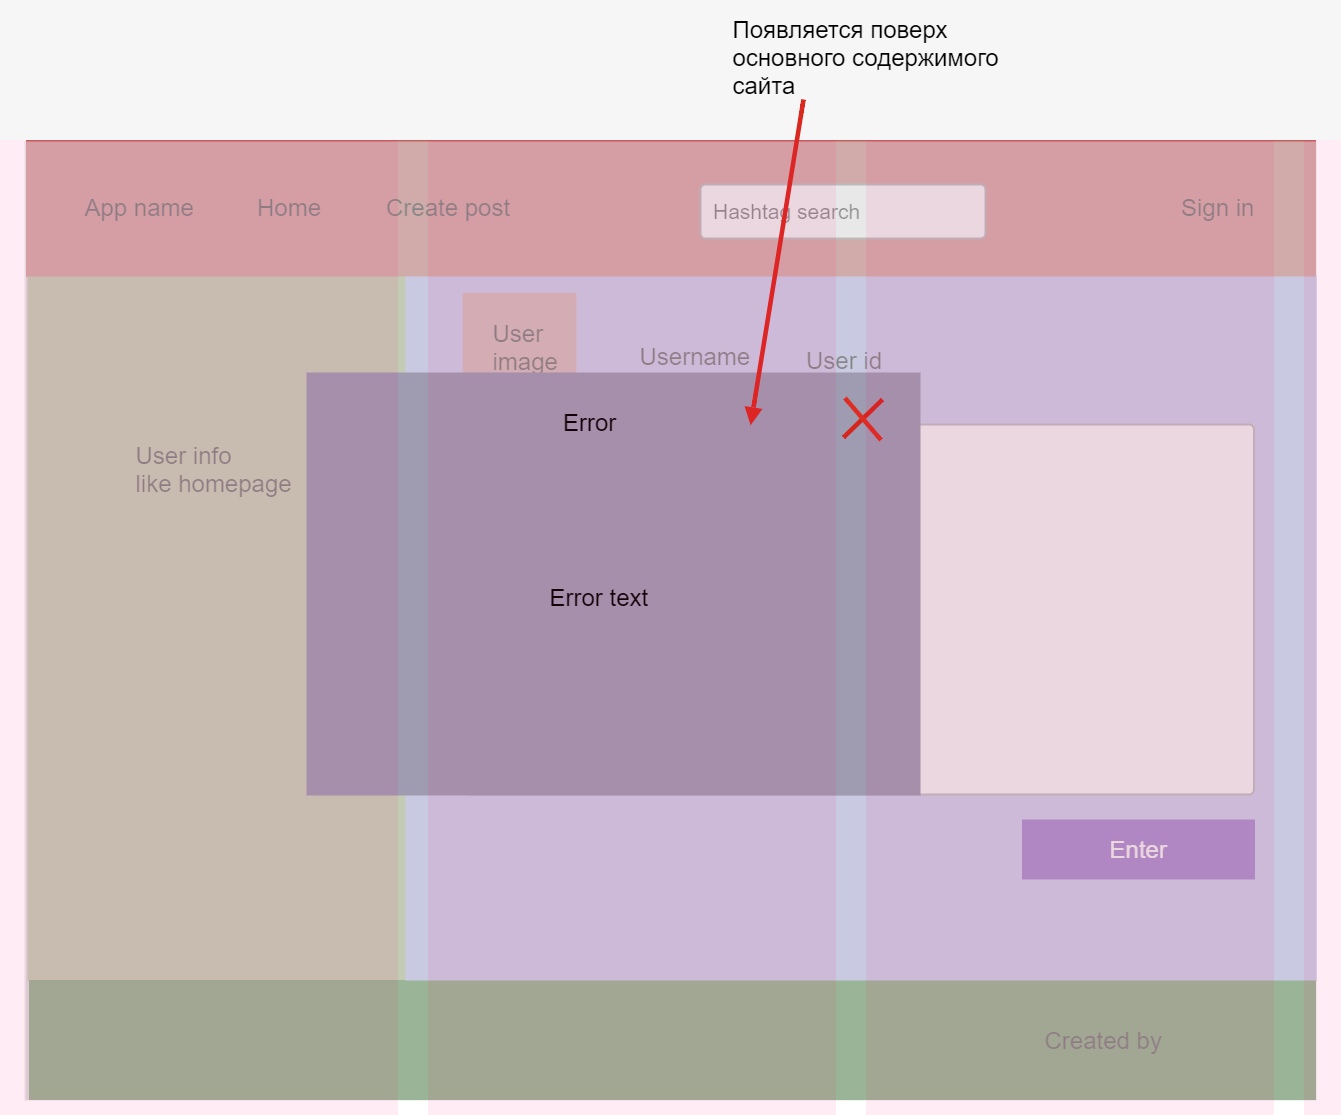 Появляется поверх
основного содержимого
сайта
App name
Home
Create post
Hashtag search
Sign in
User
image
Username
User id
Error
User info
like homepage
Error text
Enter
Created by